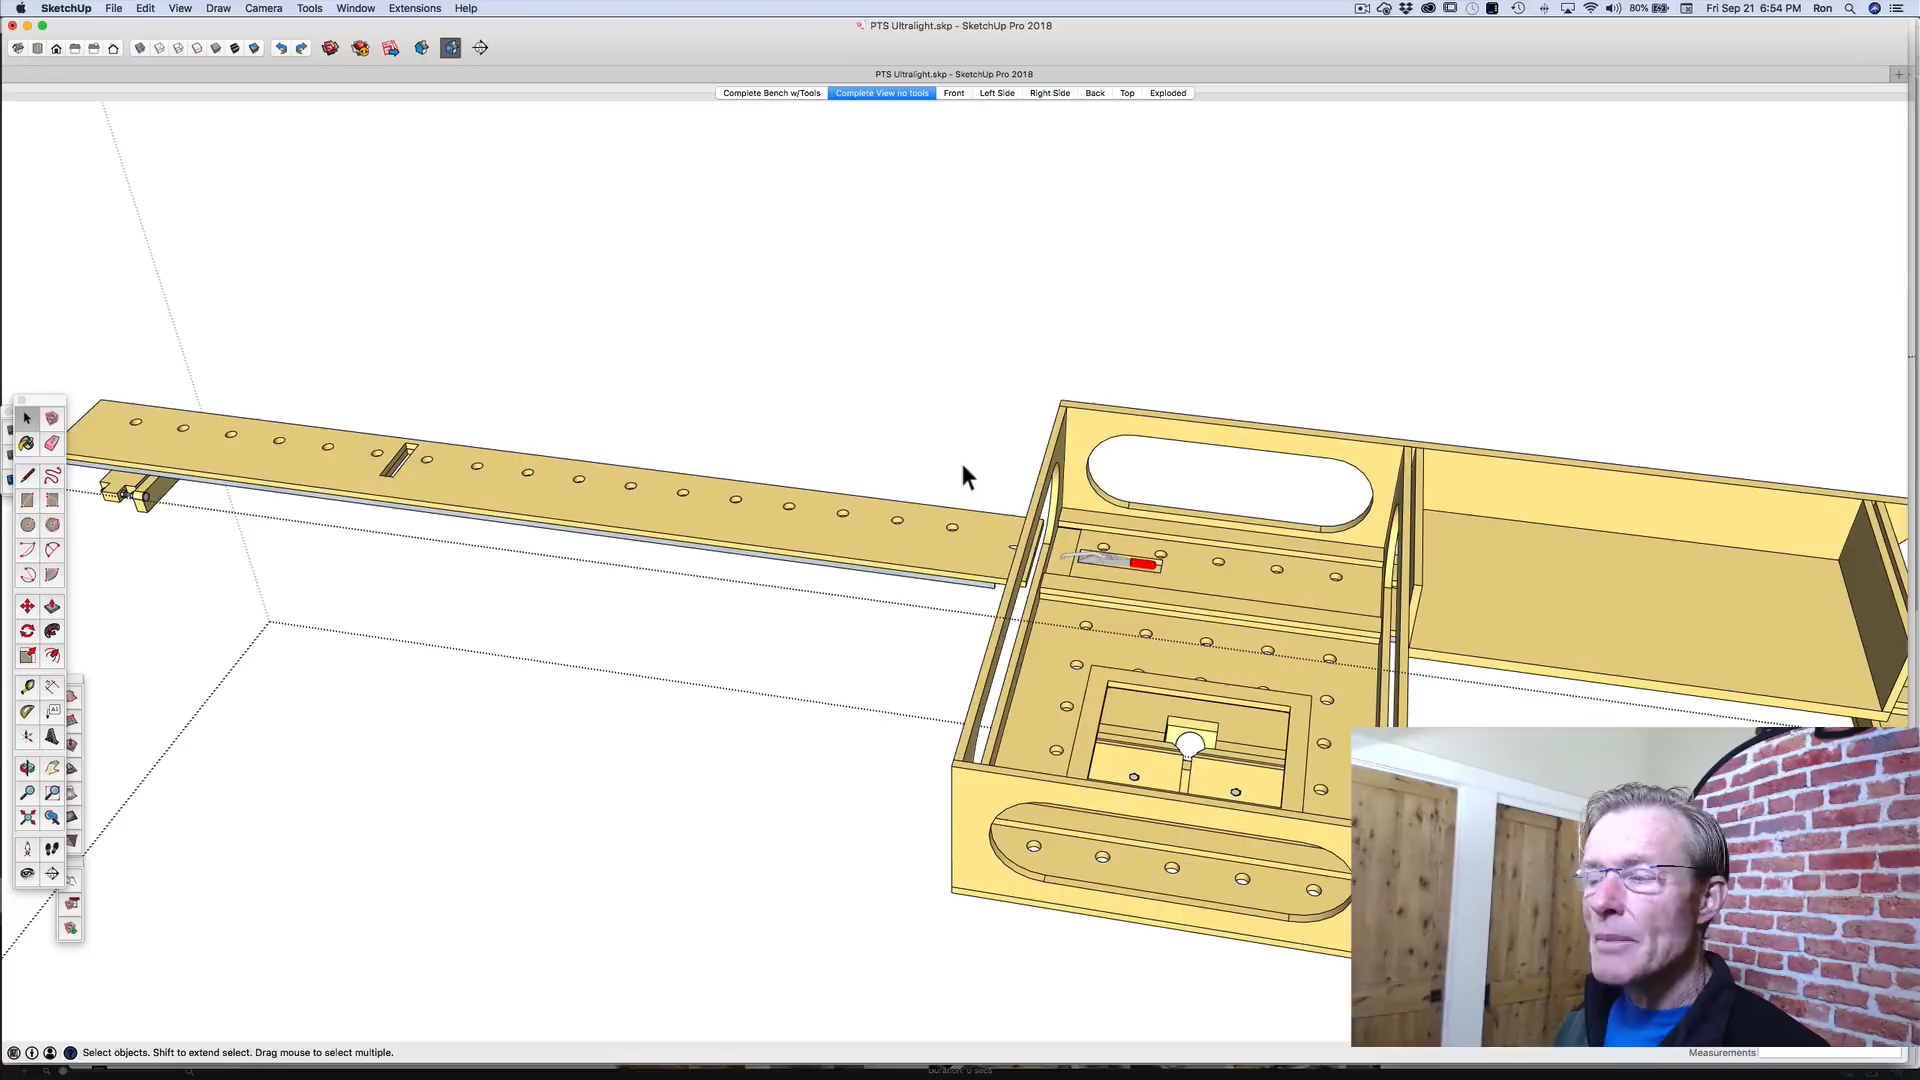 SketchUp File Edit View Draw Camera Tools Window Extensions Help 80% Fri Sep 21 6:54 PM Ron
PTS Ultralight.skp - SketchUp Pro 2018
PTS Ultralight.skp - SketchUp Pro 2018
Complete Bench w/Tools Complete View no tools Front Left Side Right Side Back Top Exploded
Select objects. Shift to extend select. Drag mouse to select multiple.
Measurements
Duration: 0 secs